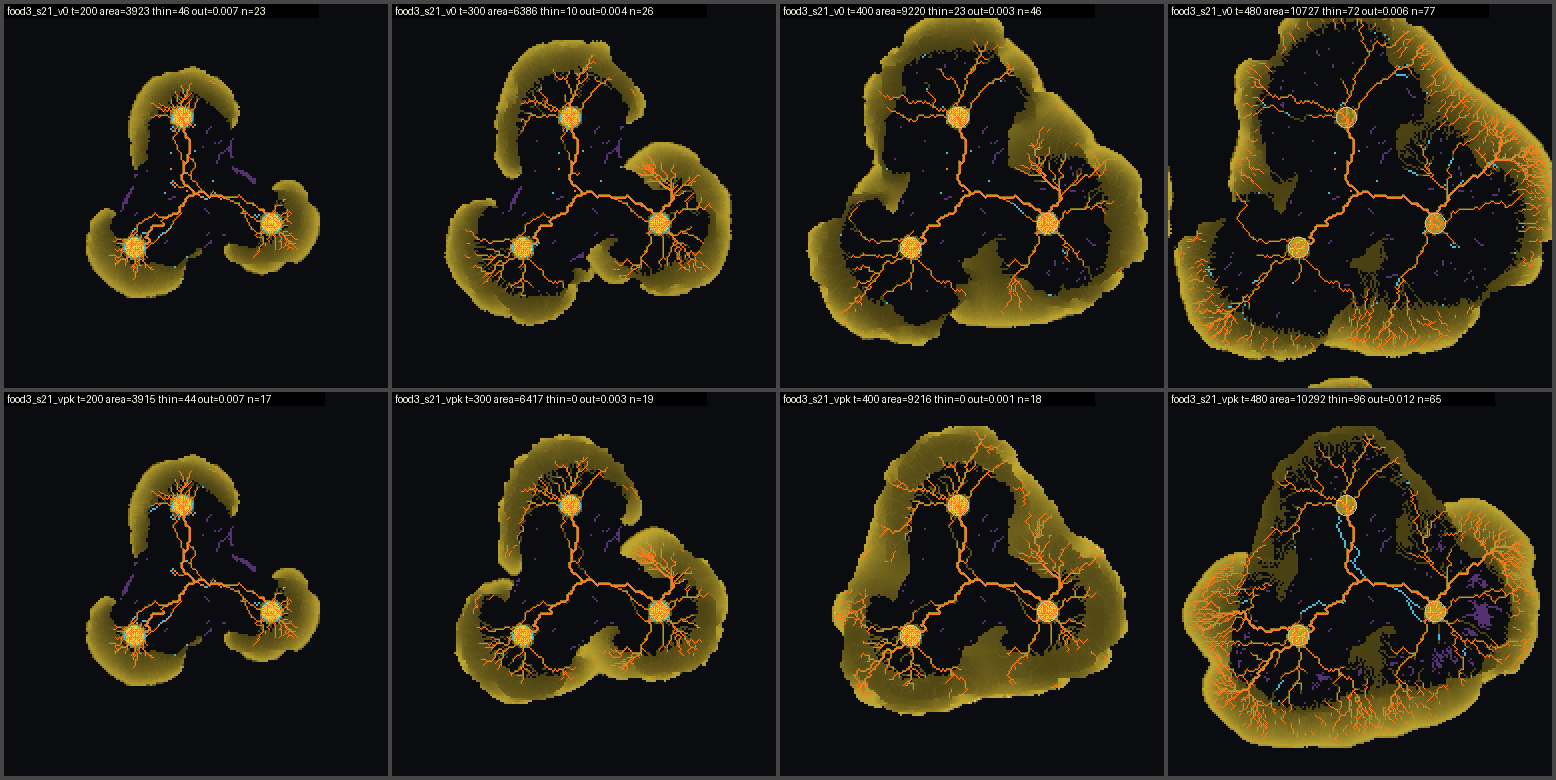 food3_s21_v0 t=200 area=3923 thin=46 out=0.007 n=23
food3_s21_v0 t=300 area=6386 thin=10 out=0.004 n=26
food3_s21_v0 t=400 area=9220 thin=23 out=0.003 n=46
food3_s21_v0 t=480 area=10727 thin=72 out=0.006 n=77
food3_s21_vpk t=200 area=3915 thin=44 out=0.007 n=17
food3_s21_vpk t=300 area=6417 thin=0 out=0.003 n=19
food3_s21_vpk t=400 area=9216 thin=0 out=0.001 n=18
food3_s21_vpk t=480 area=10292 thin=96 out=0.012 n=65